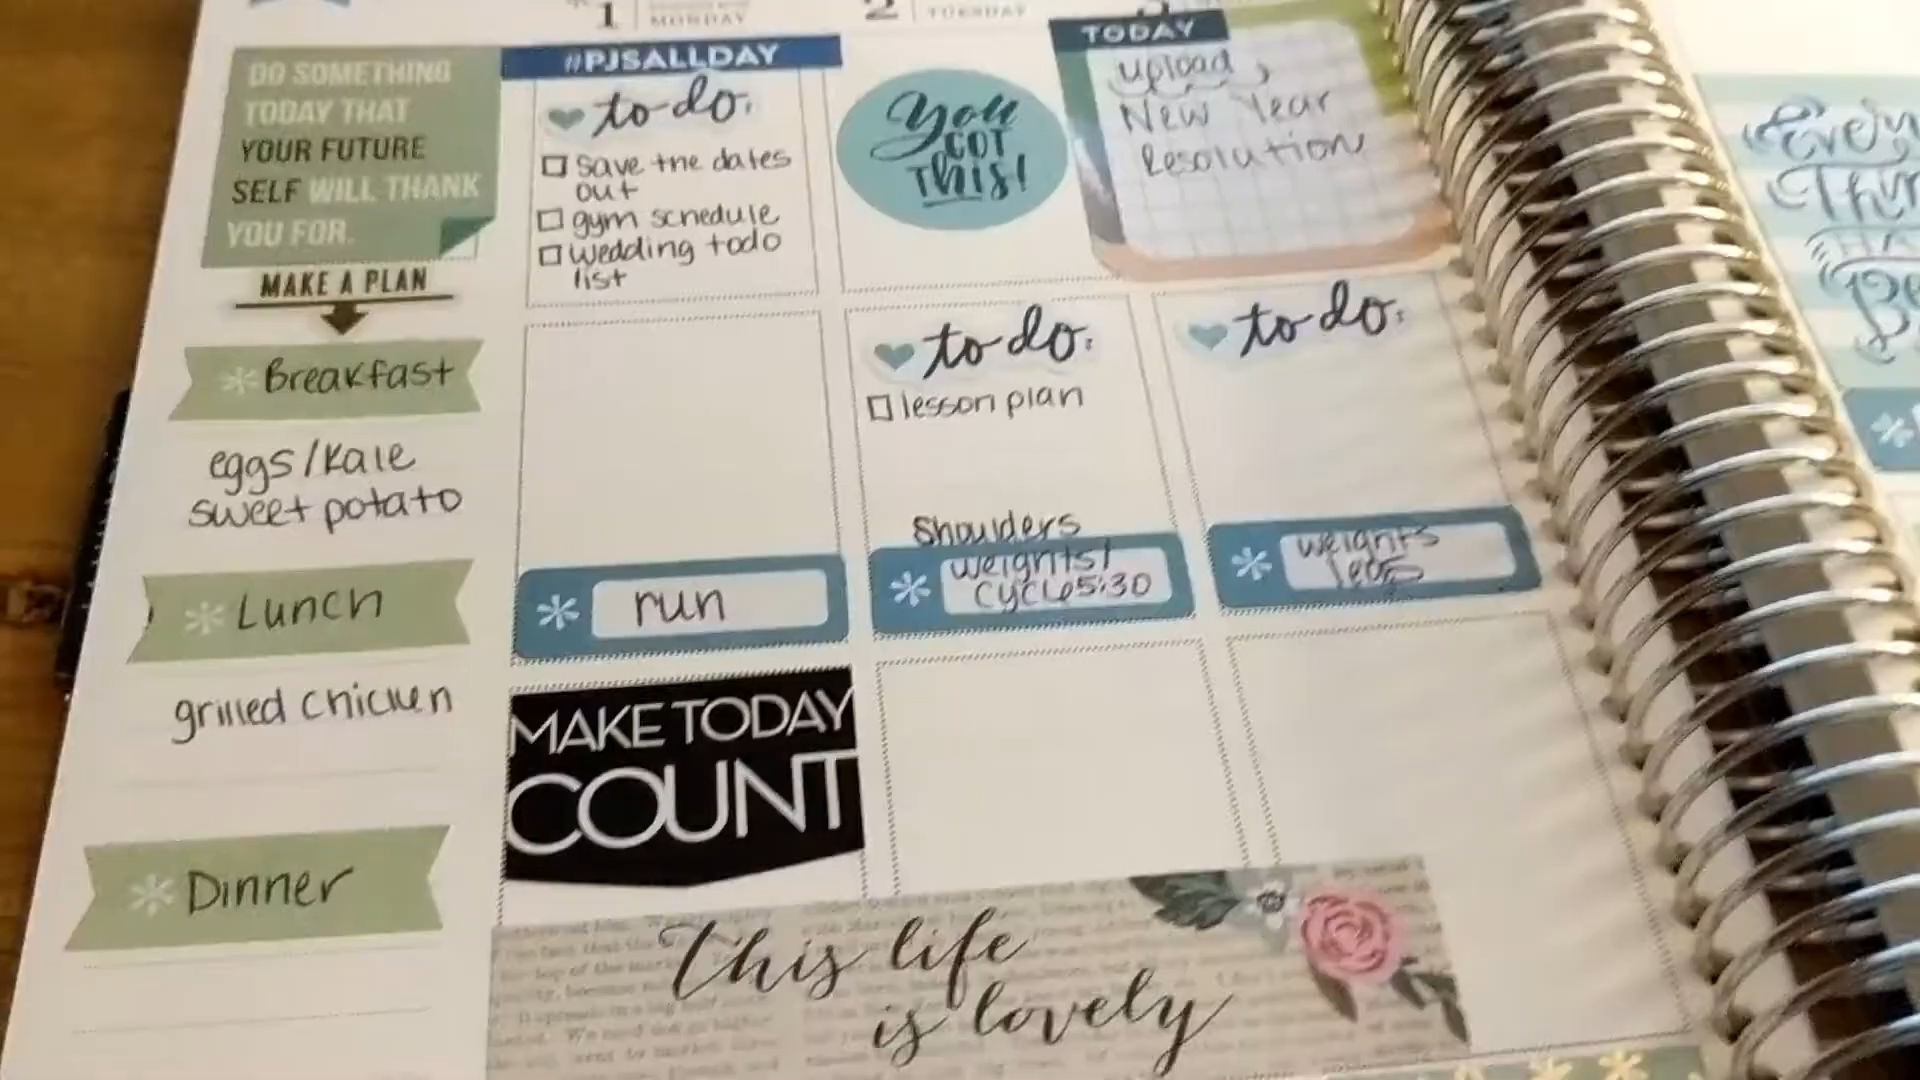 1 MONDAY
2 TUESDAY
3
DO SOMETHING
TODAY THAT
YOUR FUTURE
SELF WILL THANK
YOU FOR.
MAKE A PLAN
* Breakfast
eggs/kale
sweet potato
* Lunch
grilled chicken
* Dinner
#PJSALLDAY
to do:
save the dates
out
gym schedule
wedding todo
list
* run
MAKE TODAY
COUNT
You
GOT
THIS!
to do:
lesson plan
shoulders
* weights/
cycle 5:30
TODAY
upload
New Year
Resolution
to do:
* weights
legs
this life
is lovely